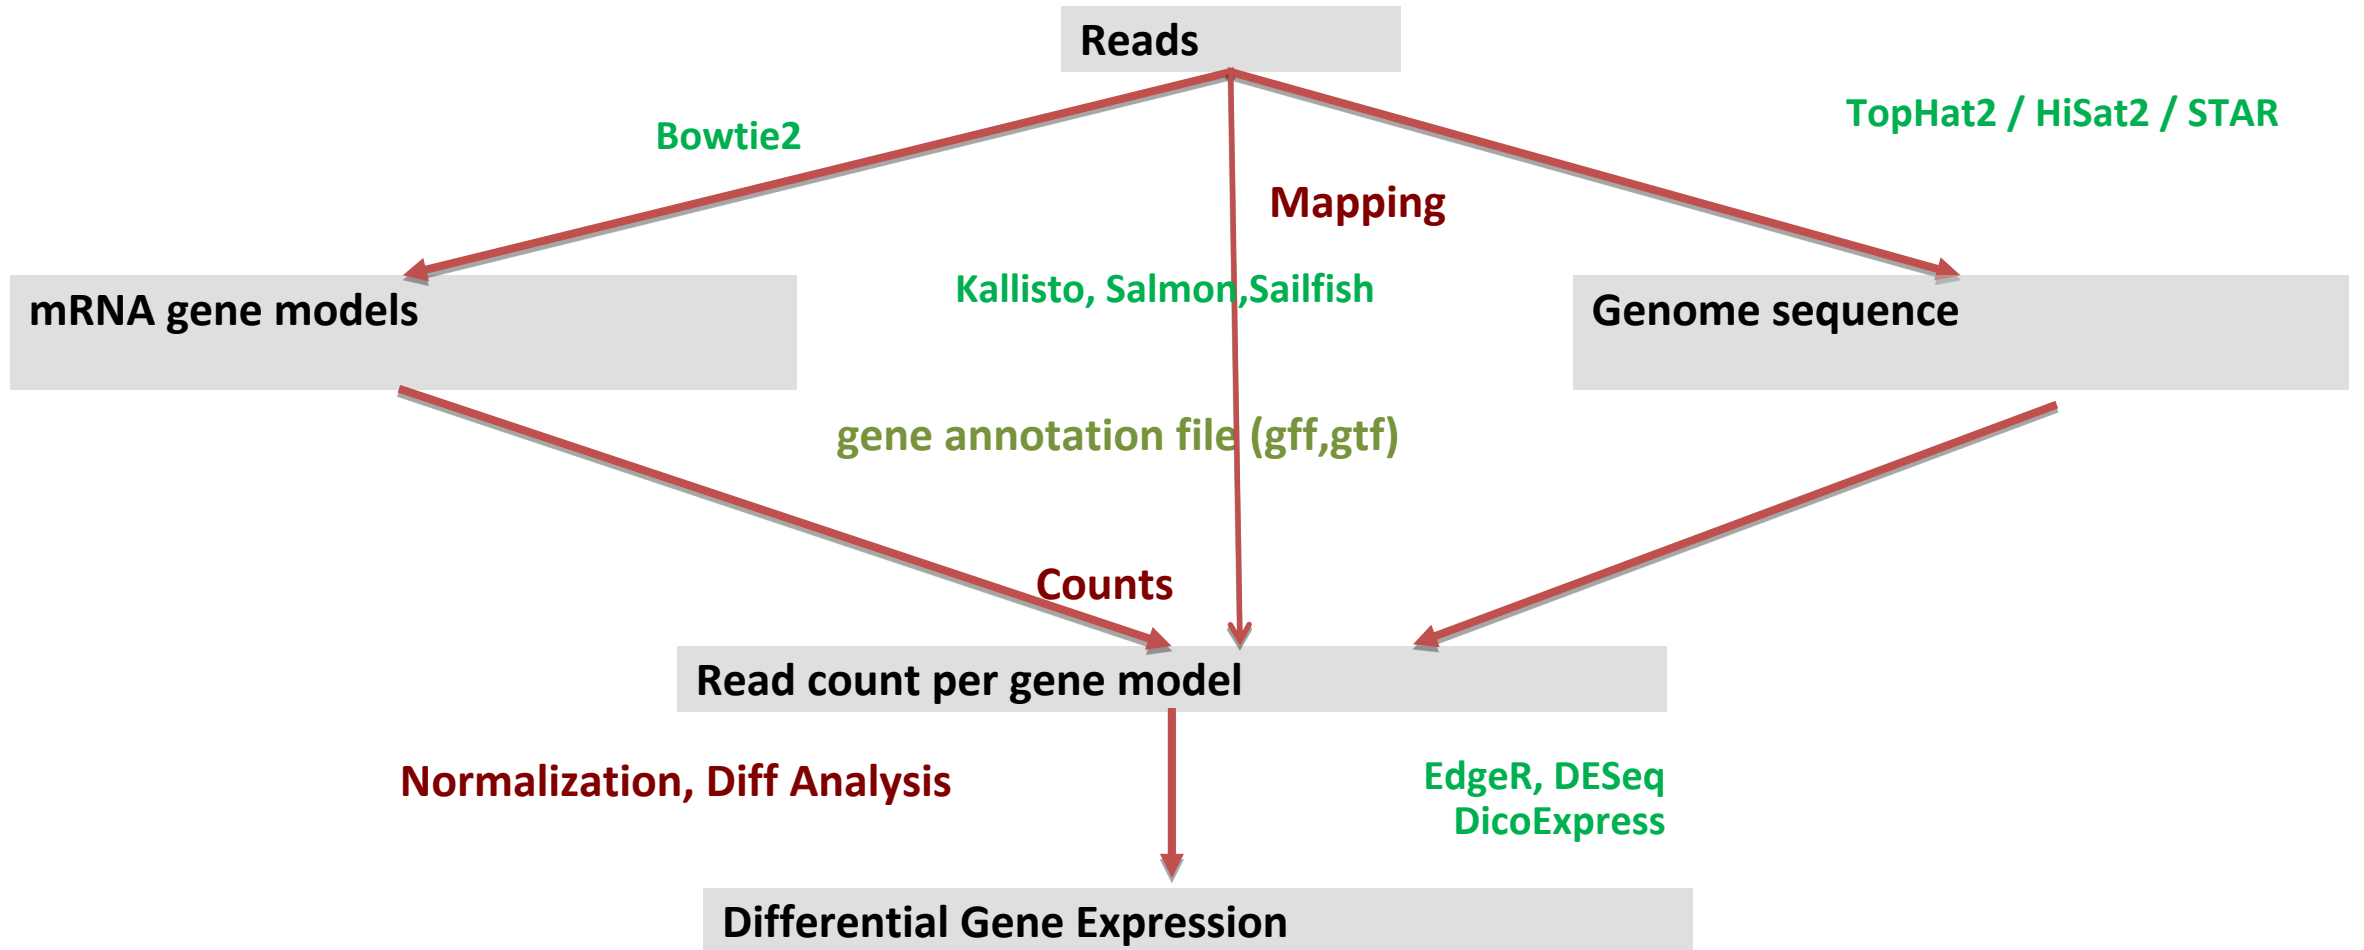 Reads
TopHat2 / HiSat2 / STAR
Bowtie2
Mapping
Kallisto, Salmon,Sailfish
mRNA gene models
Genome sequence
gene annotation file (gff,gtf)
Counts
Read count per gene model
Normalization, Diff Analysis
EdgeR, DESeq
DicoExpress
Differential Gene Expression